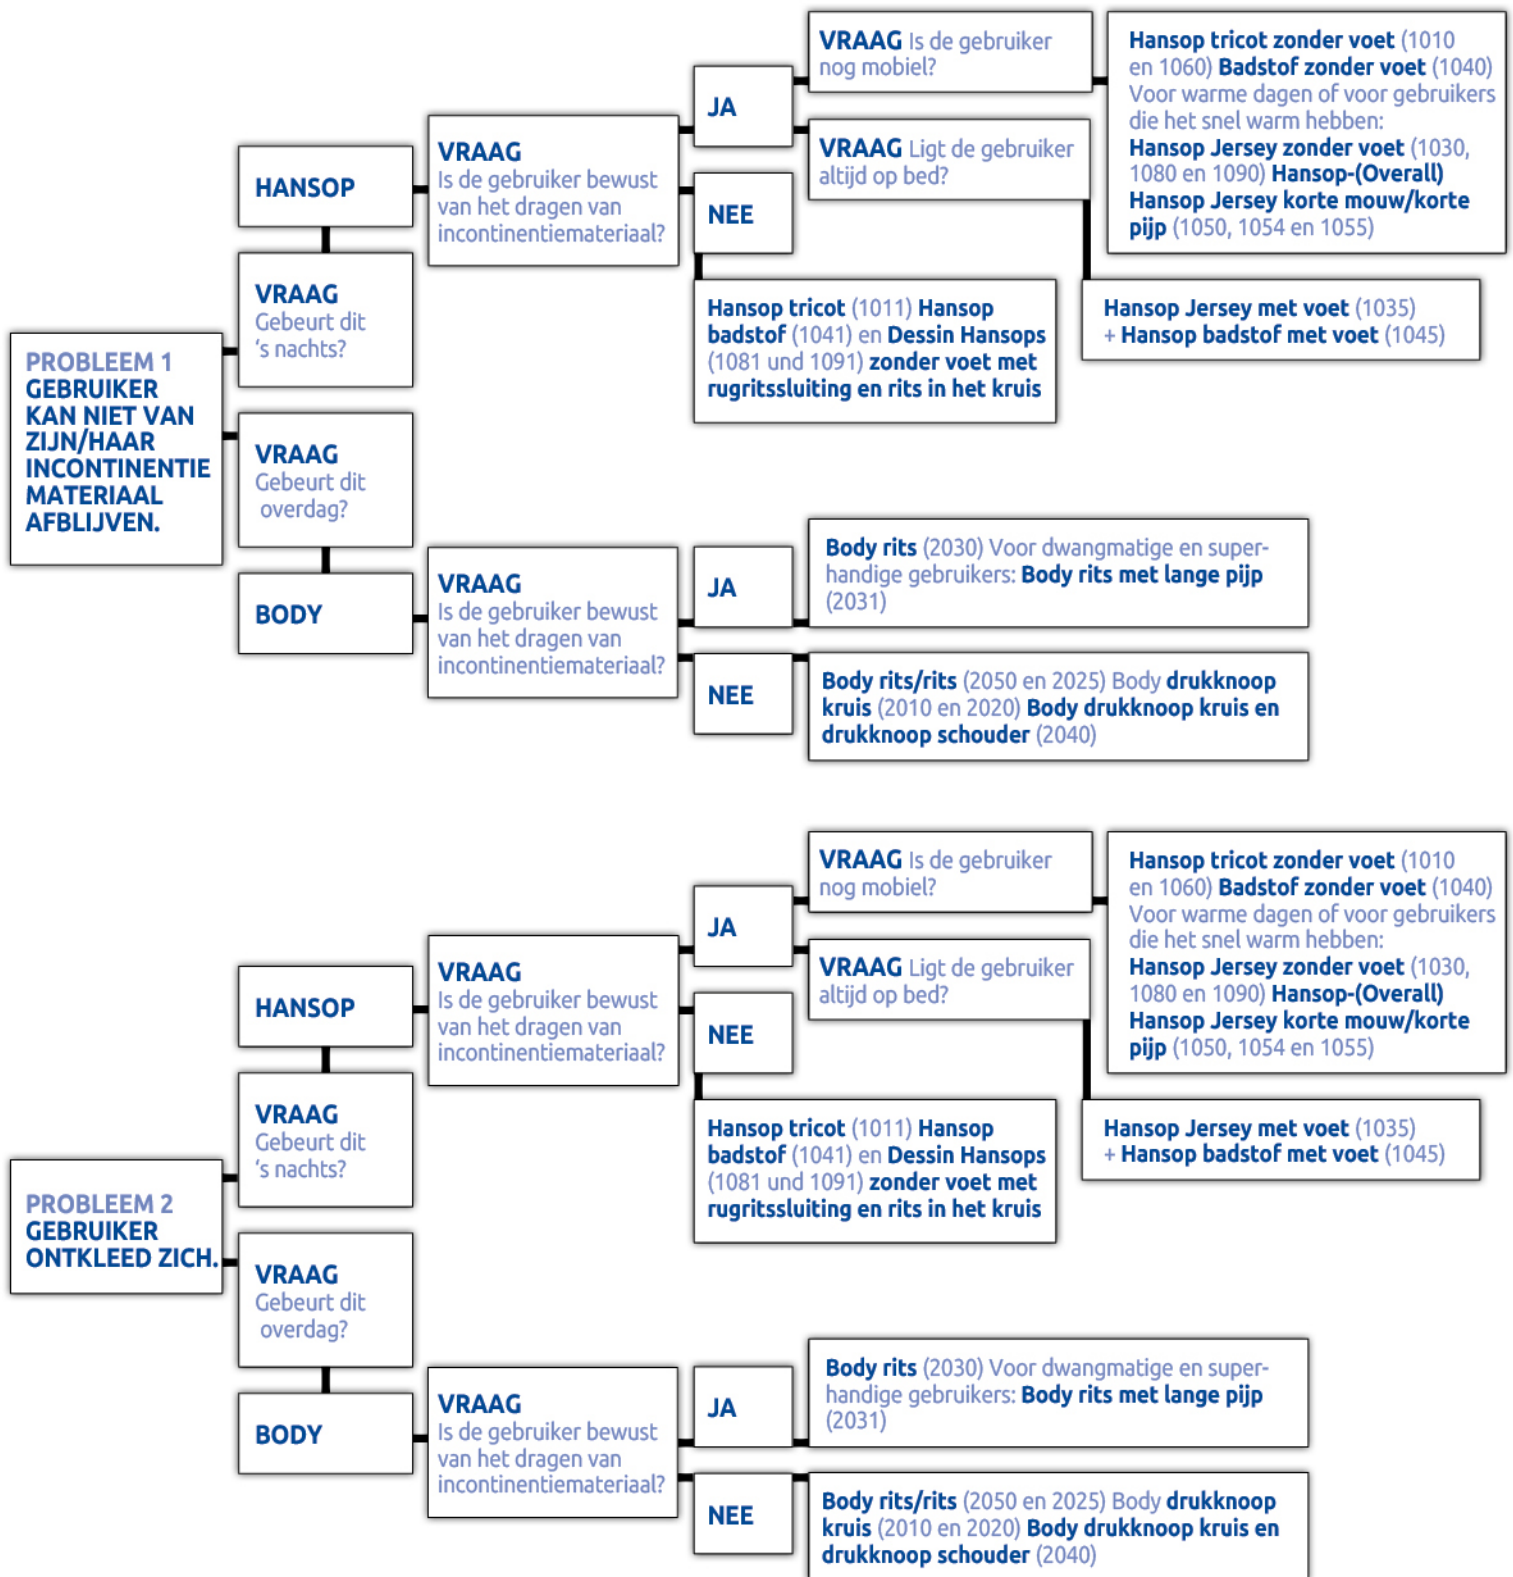 PROBLEEM 1
GEBRUIKER
KAN NIET VAN
ZIJN/HAAR
INCONTINENTIE
MATERIAAL
AFBLIJVEN.
HANSOP
VRAAG
Gebeurt dit
‘s nachts?
VRAAG
Gebeurt dit
overdag?
BODY
VRAAG
Is de gebruiker bewust
van het dragen van
incontinentiemateriaal?
JA
NEE
VRAAG Is de gebruiker
nog mobiel?
VRAAG Ligt de gebruiker
altijd op bed?
Hansop tricot zonder voet (1010
en 1060) Badstof zonder voet (1040)
Voor warme dagen of voor gebruikers
die het snel warm hebben:
Hansop Jersey zonder voet (1030,
1080 en 1090) Hansop-(Overall)
Hansop Jersey korte mouw/korte
pijp (1050, 1054 en 1055)
Hansop Jersey met voet (1035)
+ Hansop badstof met voet (1045)
Hansop tricot (1011) Hansop
badstof (1041) en Dessin Hansops
(1081 und 1091) zonder voet met
rugritssluiting en rits in het kruis
VRAAG
Is de gebruiker bewust
van het dragen van
incontinentiemateriaal?
JA
NEE
Body rits (2030) Voor dwangmatige en super-
handige gebruikers: Body rits met lange pijp
(2031)
Body rits/rits (2050 en 2025) Body drukknoop
kruis (2010 en 2020) Body drukknoop kruis en
drukknoop schouder (2040)
PROBLEEM 2
GEBRUIKER
ONTKLEED ZICH.
HANSOP
VRAAG
Gebeurt dit
‘s nachts?
VRAAG
Gebeurt dit
overdag?
BODY
VRAAG
Is de gebruiker bewust
van het dragen van
incontinentiemateriaal?
JA
NEE
VRAAG Is de gebruiker
nog mobiel?
VRAAG Ligt de gebruiker
altijd op bed?
Hansop tricot zonder voet (1010
en 1060) Badstof zonder voet (1040)
Voor warme dagen of voor gebruikers
die het snel warm hebben:
Hansop Jersey zonder voet (1030,
1080 en 1090) Hansop-(Overall)
Hansop Jersey korte mouw/korte
pijp (1050, 1054 en 1055)
Hansop Jersey met voet (1035)
+ Hansop badstof met voet (1045)
Hansop tricot (1011) Hansop
badstof (1041) en Dessin Hansops
(1081 und 1091) zonder voet met
rugritssluiting en rits in het kruis
VRAAG
Is de gebruiker bewust
van het dragen van
incontinentiemateriaal?
JA
NEE
Body rits (2030) Voor dwangmatige en super-
handige gebruikers: Body rits met lange pijp
(2031)
Body rits/rits (2050 en 2025) Body drukknoop
kruis (2010 en 2020) Body drukknoop kruis en
drukknoop schouder (2040)